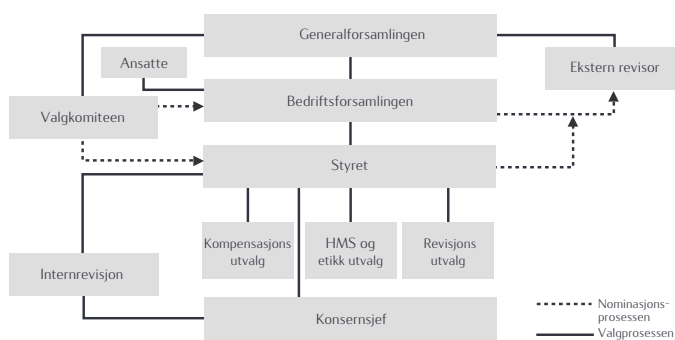 Generalforsamlingen
Ansatte
Ekstern revisor
Bedriftsforsamlingen
Valgkomiteen
Styret
Kompensasjons
utvalg
HMS og
etikk utvalg
Revisjons
utvalg
Internrevisjon
Konsernsjef
Nominasjons-
prosessen
Valgprosessen